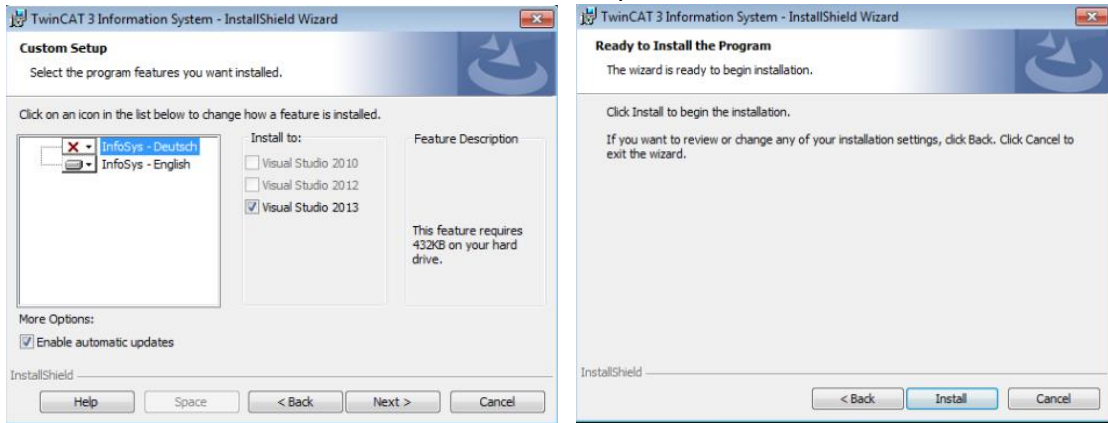 TwinCAT 3 Information System - InstallShield Wizard
Custom Setup
Select the program features you want installed.
Click on an icon in the list below to change how a feature is installed.
InfoSys - Deutsch
InfoSys - English
Install to:
Visual Studio 2010
Visual Studio 2012
Visual Studio 2013
Feature Description
This feature requires
432KB on your hard
drive.
More Options:
Enable automatic updates
InstallShield
Help
Space
< Back
Next >
Cancel
TwinCAT 3 Information System - InstallShield Wizard
Ready to Install the Program
The wizard is ready to begin installation.
Click Install to begin the installation.
If you want to review or change any of your installation settings, click Back. Click Cancel to
exit the wizard.
InstallShield
< Back
Install
Cancel